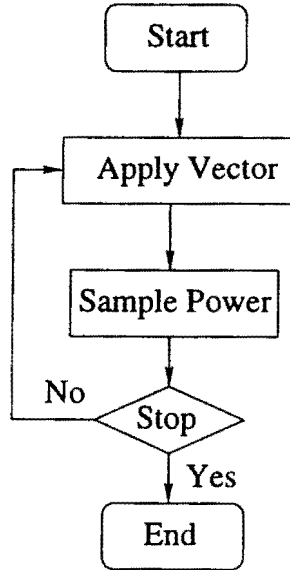 Start
Apply Vector
Sample Power
No
Stop
Yes
End